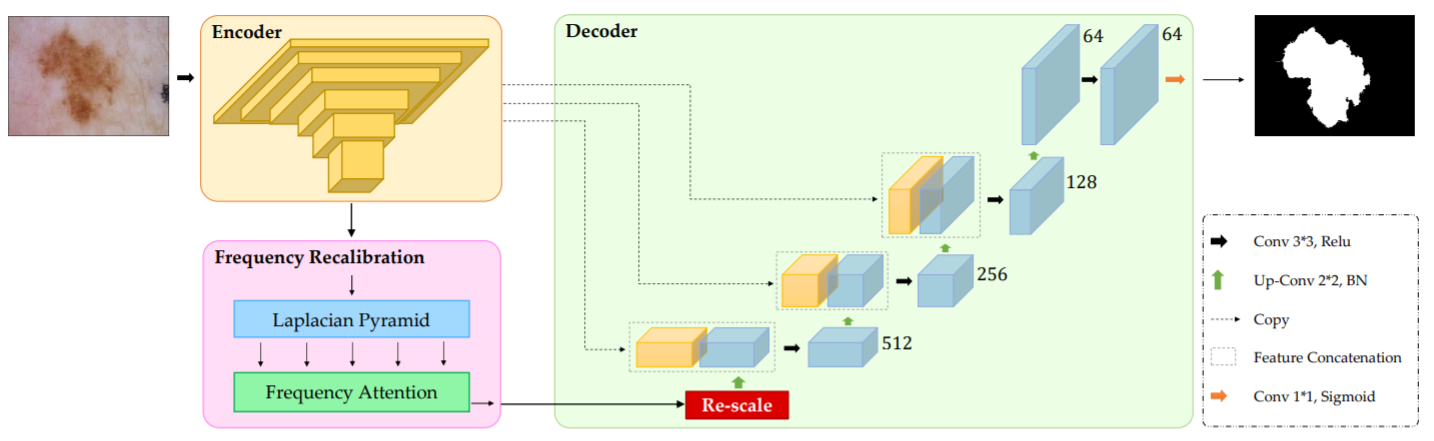 Encoder
Decoder
64
64
128
256
512
Frequency Recalibration
Laplacian Pyramid
Frequency Attention
Re-scale
Conv 3*3, Relu
Up-Conv 2*2, BN
Copy
Feature Concatenation
Conv 1*1, Sigmoid